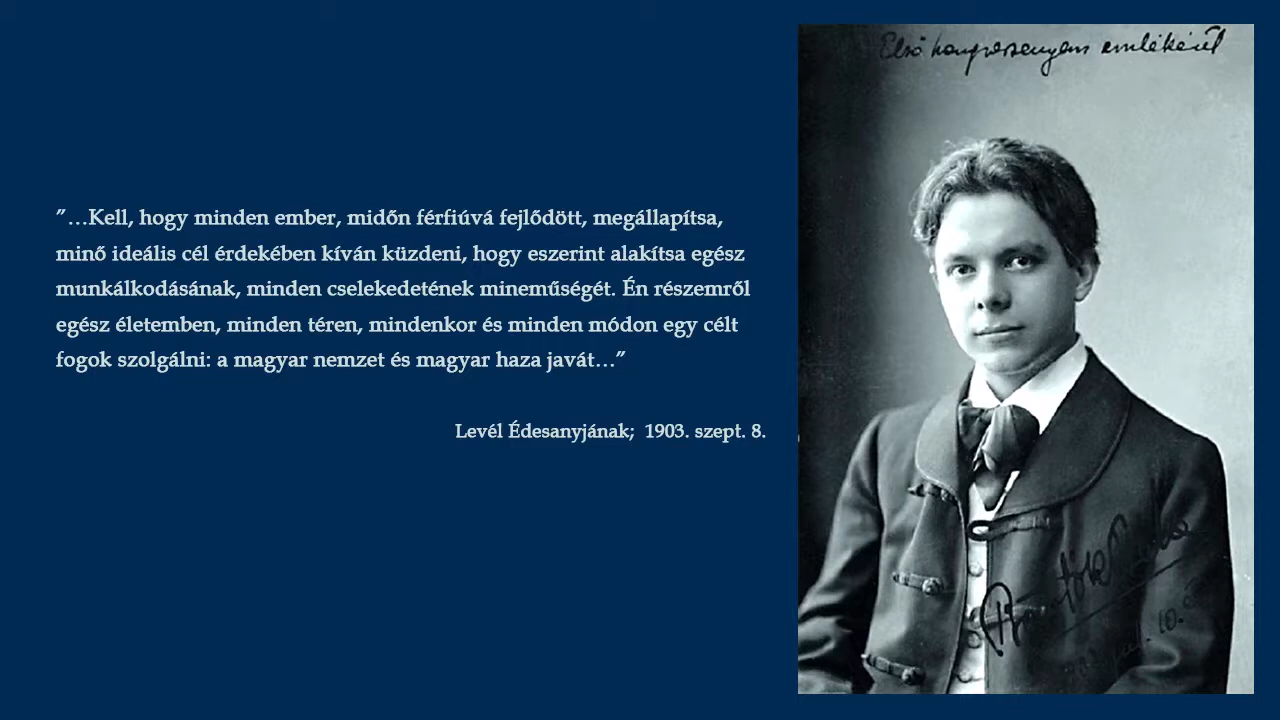 ”…Kell, hogy minden ember, midőn férfiúvá fejlődött, megállapítsa,
minő ideális cél érdekében kíván küzdeni, hogy eszerint alakítsa egész
munkálkodásának, minden cselekedetének mineműségét. Én részemről
egész életemben, minden téren, mindenkor és minden módon egy célt
fogok szolgálni: a magyar nemzet és magyar haza javát…”
Levél Édesanyjának; 1903. szept. 8.
Első
Bartók Béla